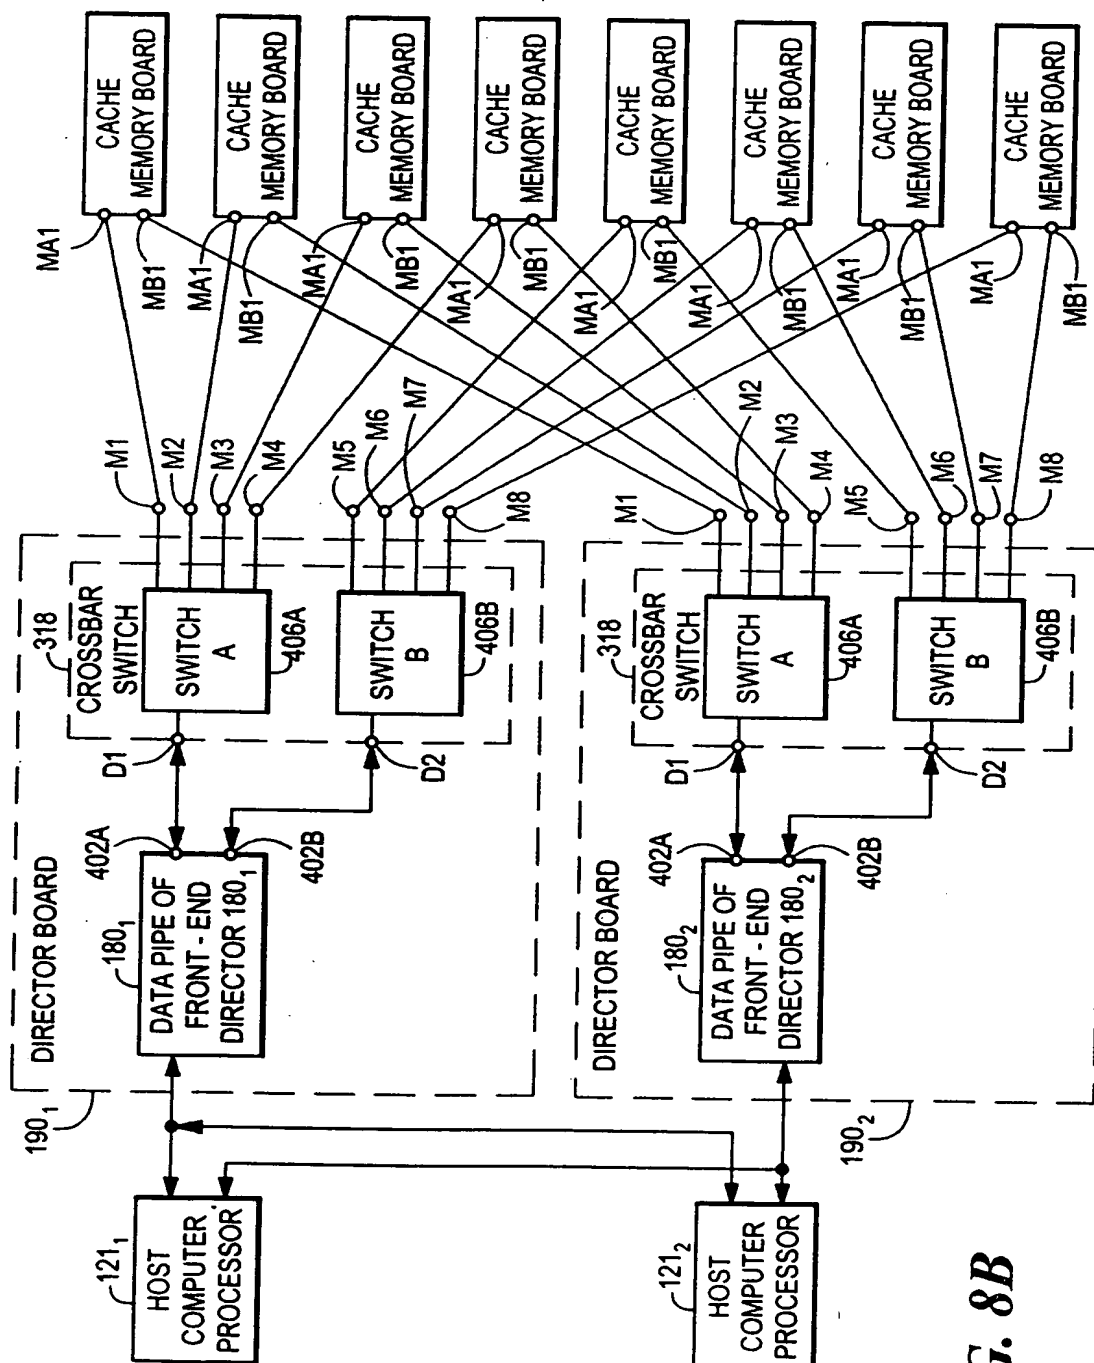 CACHE
MEMORY BOARD
CACHE
MEMORY BOARD
CACHE
MEMORY BOARD
CACHE
MEMORY BOARD
CACHE
MEMORY BOARD
CACHE
MEMORY BOARD
CACHE
MEMORY BOARD
CACHE
MEMORY BOARD
MA1
MB1
MA1
MB1
MA1
MB1
MA1
MB1
MA1
MB1
MA1
MB1
MA1
MB1
MA1
MB1
M1
M2
M3
M4
M5
M6
M7
M8
M1
M2
M3
M4
M5
M6
M7
M8
318
CROSSBAR
SWITCH
SWITCH
A
406A
SWITCH
B
406B
D1
D2
318
CROSSBAR
SWITCH
SWITCH
A
406A
SWITCH
B
406B
D1
D2
DIRECTOR BOARD
402A
402B
180₁
DATA PIPE OF
FRONT - END
DIRECTOR 180₁
190₁
DIRECTOR BOARD
402A
402B
180₂
DATA PIPE OF
FRONT - END
DIRECTOR 180₂
190₂
121₁
HOST
COMPUTER
PROCESSOR
121₂
HOST
COMPUTER
PROCESSOR
G. 8B